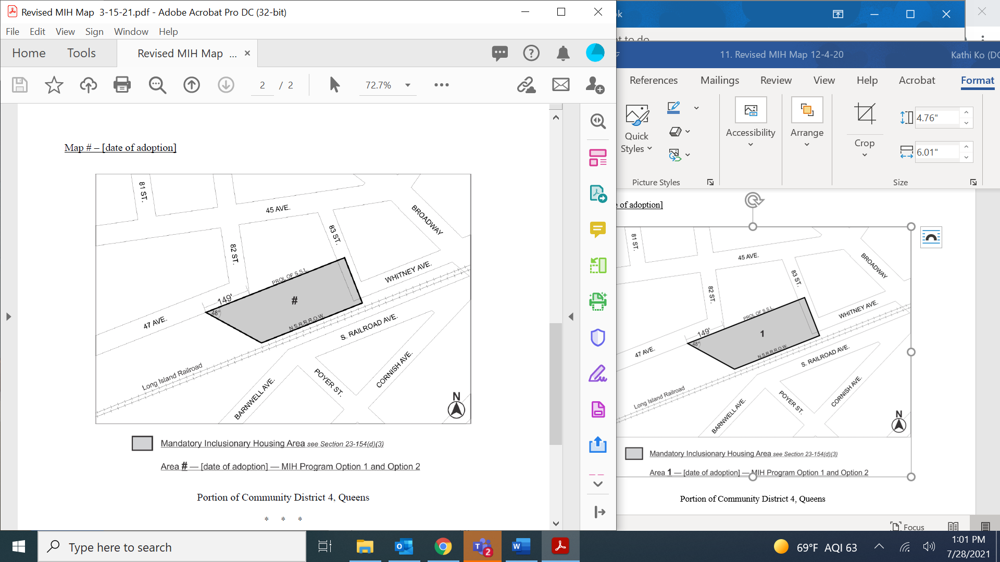 Revised MIH Map 3-15-21.pdf - Adobe Acrobat Pro DC (32-bit)
File Edit View Sign Window Help
Home Tools Revised MIH Map ... ×
2 / 2 72.7%
Map # – [date of adoption]
81 ST.
45 AVE.
BROADWAY
83 ST.
82 ST.
WHITNEY AVE.
PROL OF S.S.L.
149'
#
48°
47 AVE.
N.S.R.R.R.O.W.
S. RAILROAD AVE.
Long Island Railroad
CORNISH AVE.
POYER ST.
BARNWELL AVE.
N
Mandatory Inclusionary Housing Area see Section 23-154(d)(3)
Area # — [date of adoption] — MIH Program Option 1 and Option 2
Portion of Community District 4, Queens
* * *
ok
t to do
11. Revised MIH Map 12-4-20 Kathi Ko (DC
References Mailings Review View Help Acrobat Format
Quick
Styles
Accessibility
Arrange
Crop
4.76"
6.01"
Picture Styles
Size
e of adoption]
81 ST.
45 AVE.
BROADWAY
83 ST.
82 ST.
WHITNEY AVE.
PROL OF S.S.L.
149'
1
48°
47 AVE.
N.S.R.R.R.O.W.
S. RAILROAD AVE.
Long Island Railroad
CORNISH AVE.
POYER ST.
BARNWELL AVE.
N
Mandatory Inclusionary Housing Area see Section 23-154(d)(3)
Area 1 — [date of adoption] — MIH Program Option 1 and Option 2
Portion of Community District 4, Queens
Focus
Type here to search
2
69°F AQI 63
1:01 PM
7/28/2021